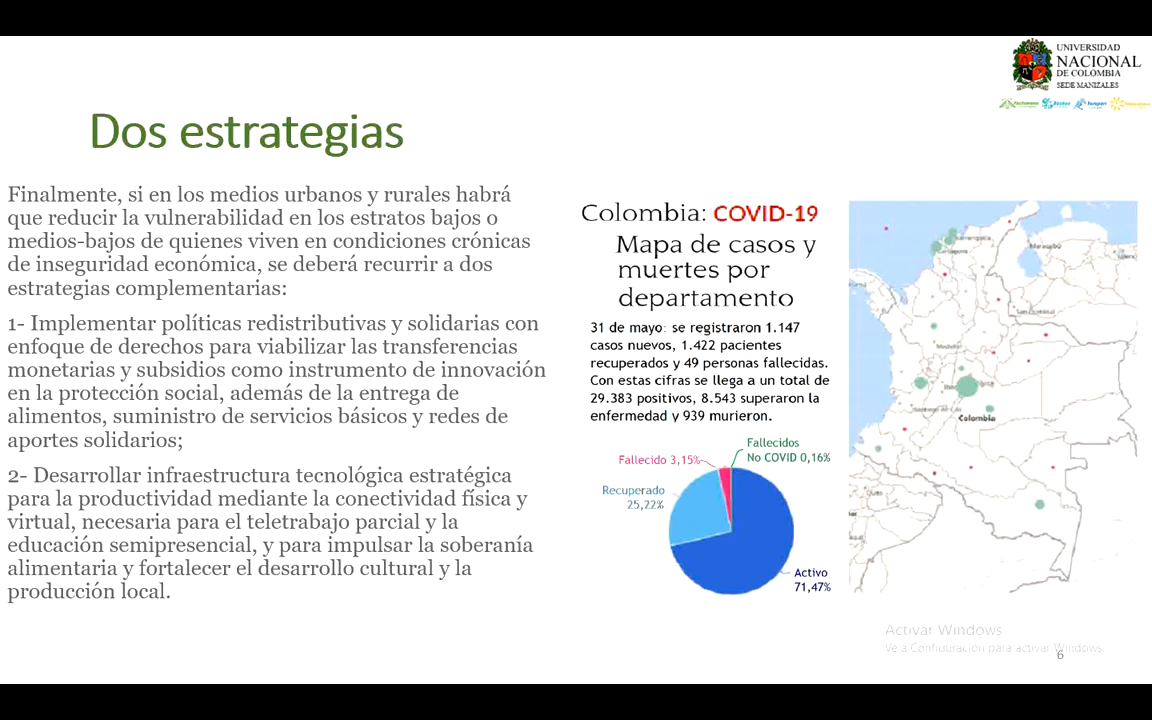 UNIVERSIDAD
NACIONAL
DE COLOMBIA
SEDE MANIZALES
Dos estrategias
Finalmente, si en los medios urbanos y rurales habrá
que reducir la vulnerabilidad en los estratos bajos o
medios-bajos de quienes viven en condiciones crónicas
de inseguridad económica, se deberá recurrir a dos
estrategias complementarias:
1- Implementar políticas redistributivas y solidarias con
enfoque de derechos para viabilizar las transferencias
monetarias y subsidios como instrumento de innovación
en la protección social, además de la entrega de
alimentos, suministro de servicios básicos y redes de
aportes solidarios;
2- Desarrollar infraestructura tecnológica estratégica
para la productividad mediante la conectividad física y
virtual, necesaria para el teletrabajo parcial y la
educación semipresencial, y para impulsar la soberanía
alimentaria y fortalecer el desarrollo cultural y la
producción local.
Colombia: COVID-19
Mapa de casos y
muertes por
departamento
31 de mayo: se registraron 1.147
casos nuevos, 1.422 pacientes
recuperados y 49 personas fallecidas.
Con estas cifras se llega a un total de
29.383 positivos, 8.543 superaron la
enfermedad y 939 murieron.
Fallecidos
No COVID 0,16%
Fallecido 3,15%
Recuperado
25,22%
Activo
71,47%
Colombia
Activar Windows
Ve a Configuración para activar Windows.
6